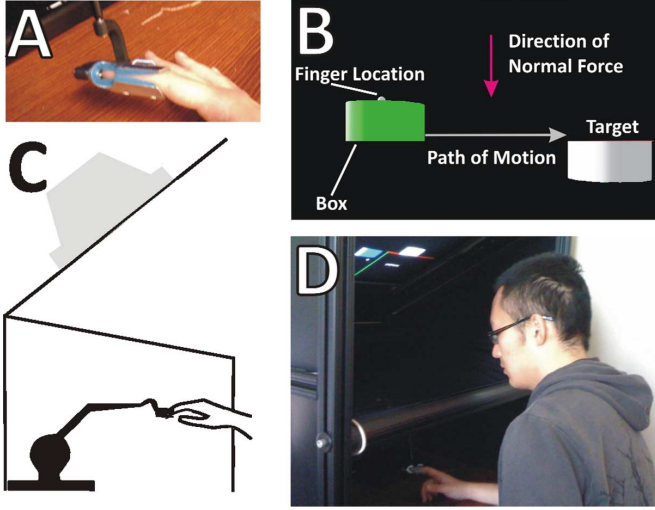 A
B
Direction of
Normal Force
Finger Location
Target
Path of Motion
Box
C
D